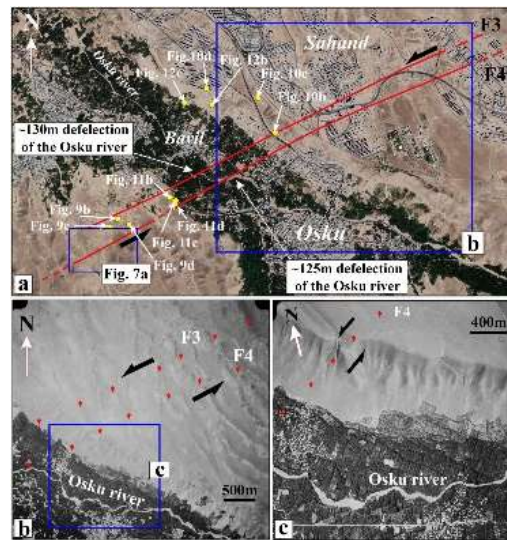 F3
F4
N
Sahand
Fig.10d
Fig. 12b
Fig.10c
Fig. 12c
Fig. 10b
Osku river
Bavil
~130m defelection
of the Osku river
Fig. 11b
Fig. 9b
Fig. 9c
Fig. 11d
Fig. 11c
Fig. 9d
Osku
b
a
Fig. 7a
~125m defelection
of the Osku river
N
F3
F4
c
Osku river
500m
b
N
F4
400m
Osku river
c